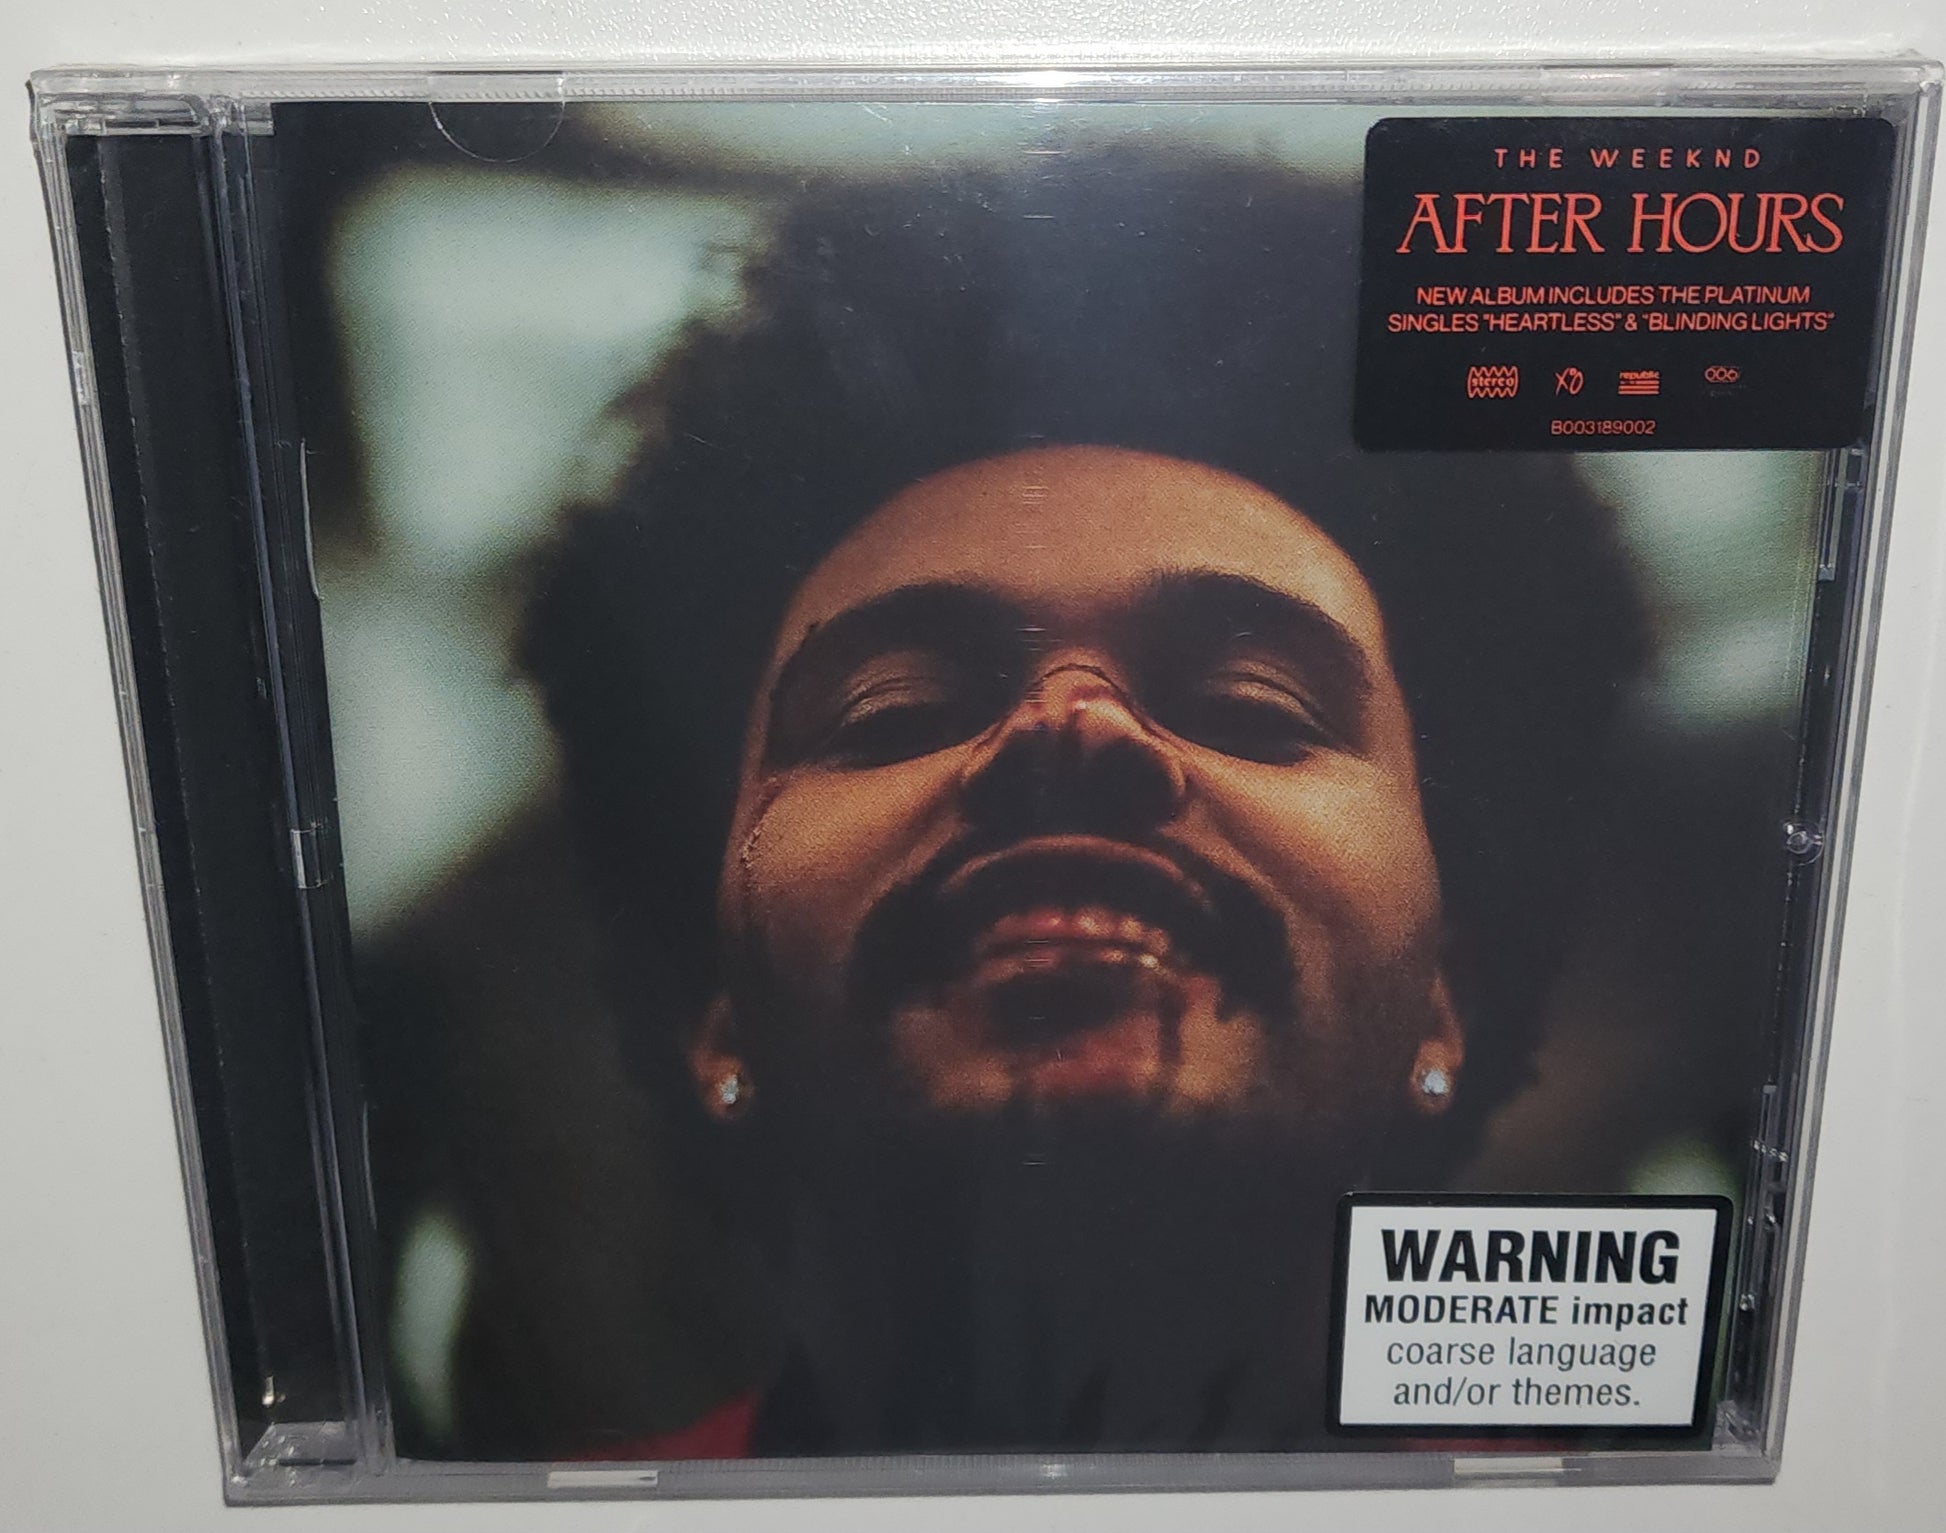 THE WEEKND
AFTER HOURS
NEW ALBUM INCLUDES THE PLATINUM
SINGLES "HEARTLESS" & "BLINDING LIGHTS"
stereo XO republic
B003189002
WARNING
MODERATE impact
coarse language
and/or themes.